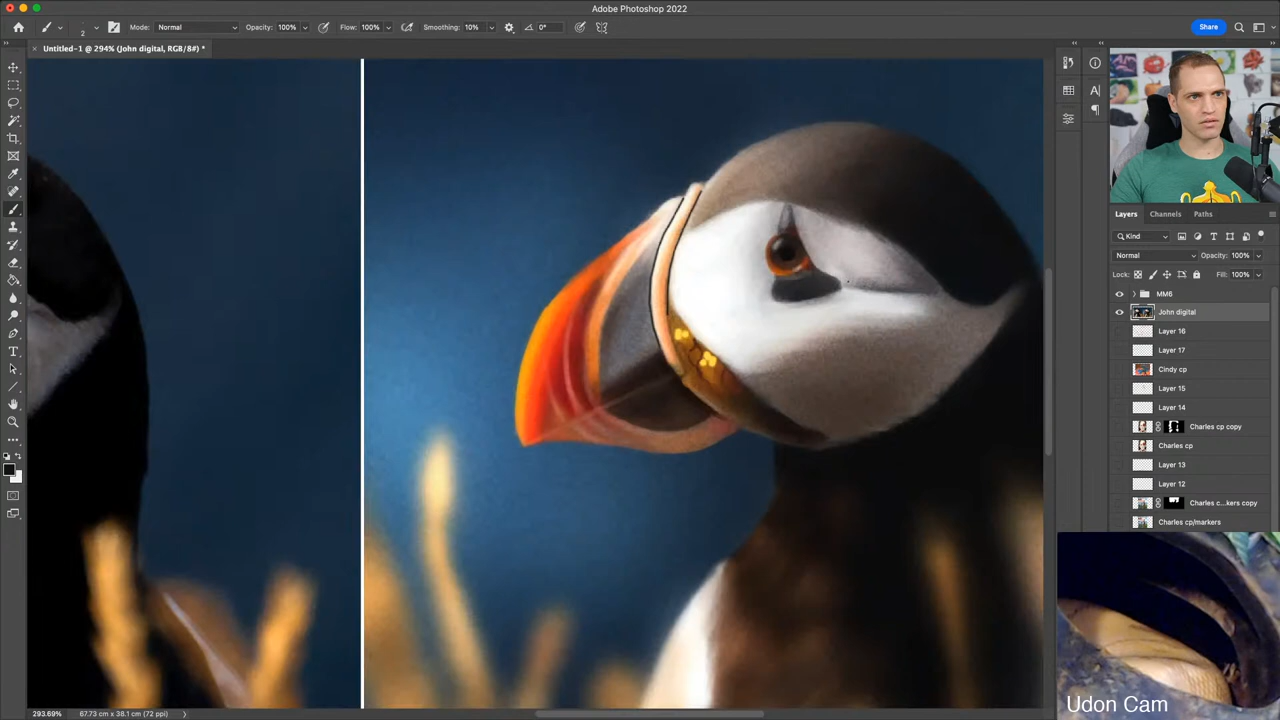 Adobe Photoshop 2022
2
Mode:
Normal
Opacity:
100%
Flow:
100%
Smoothing:
10%
0°
Share
×
Untitled-1 @ 294% (John digital, RGB/8#) *
Layers
Channels
Paths
Kind
Normal
Opacity:
100%
Lock:
Fill:
100%
MM6
John digital
Layer 16
Layer 17
Cindy cp
Layer 15
Layer 14
Charles cp copy
Charles cp
Layer 13
Layer 12
Charles c...kers copy
Charles cp/markers
Udon Cam
293.69%
67.73 cm x 38.1 cm (72 ppi)